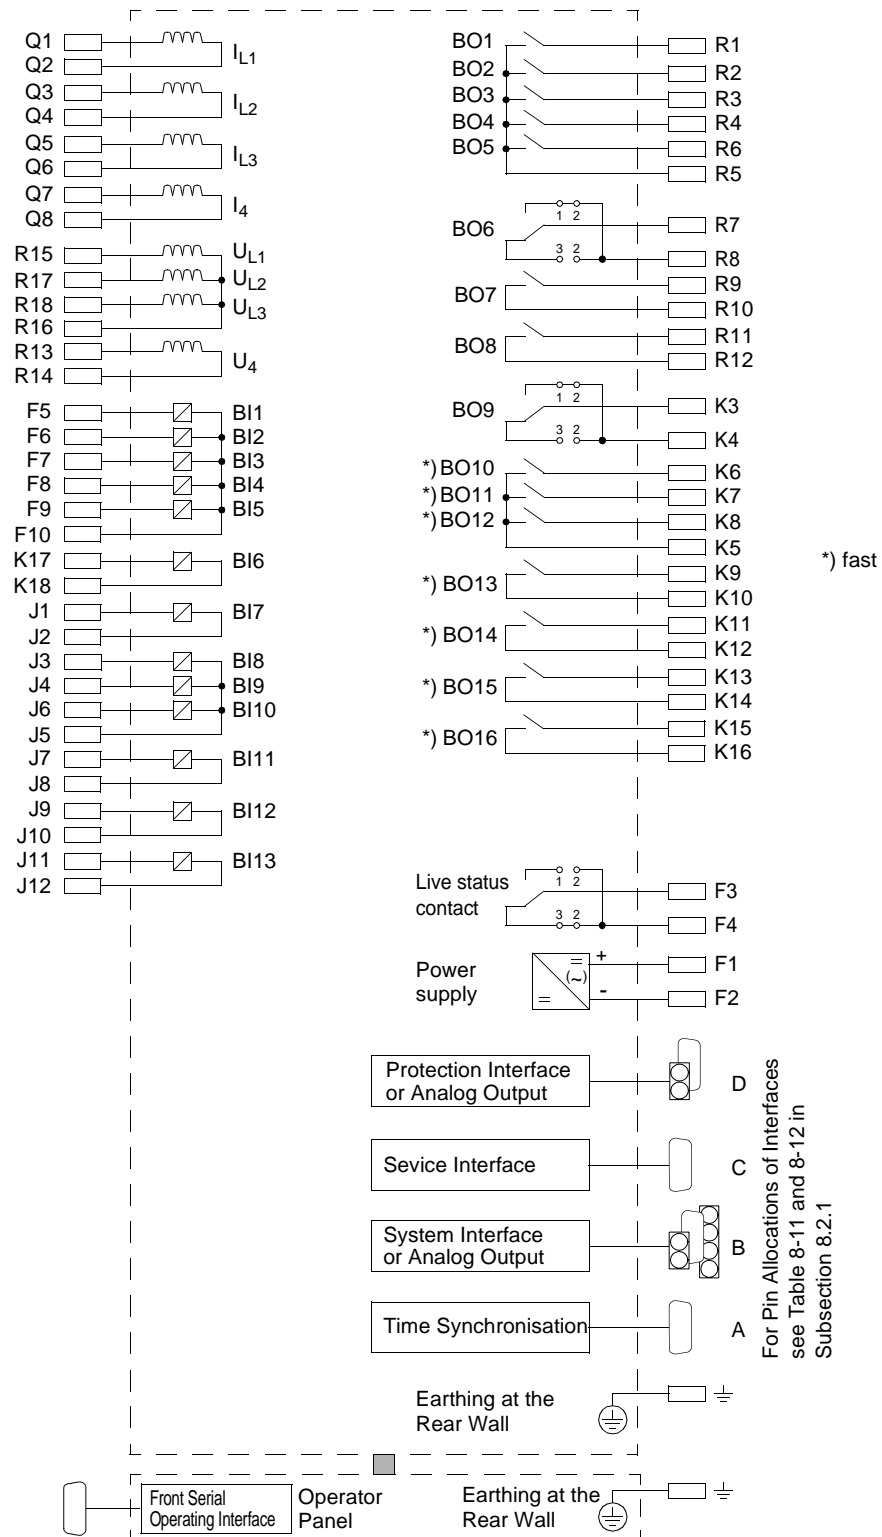 Q1
Q2
I L1
Q3
Q4
I L2
Q5
Q6
I L3
Q7
Q8
I 4
R15
U L1
R17
U L2
R18
U L3
R16
R13
R14
U 4
F5 BI1
F6 BI2
F7 BI3
F8 BI4
F9 BI5
F10
K17 BI6
K18
J1 BI7
J2
J3 BI8
J4 BI9
J6 BI10
J5
J7 BI11
J8
J9 BI12
J10
J11 BI13
J12
BO1 R1
BO2 R2
BO3 R3
BO4 R4
BO5 R6
R5
BO6 1 2 R7
3 2 R8
BO7 R9
R10
BO8 R11
R12
BO9 1 2 K3
3 2 K4
*) BO10 K6
*) BO11 K7
*) BO12 K8
K5
*) BO13 K9
K10
*) BO14 K11
K12
*) BO15 K13
K14
*) BO16 K15
K16
*) fast
Live status
contact
1 2 F3
3 2 F4
Power
supply
= (~) + F1
= - F2
Protection Interface
or Analog Output
D
Sevice Interface
C
System Interface
or Analog Output
B
Time Synchronisation
A
For Pin Allocations of Interfaces
see Table 8-11 and 8-12 in
Subsection 8.2.1
Earthing at the
Rear Wall
Front Serial
Operating Interface
Operator
Panel
Earthing at the
Rear Wall